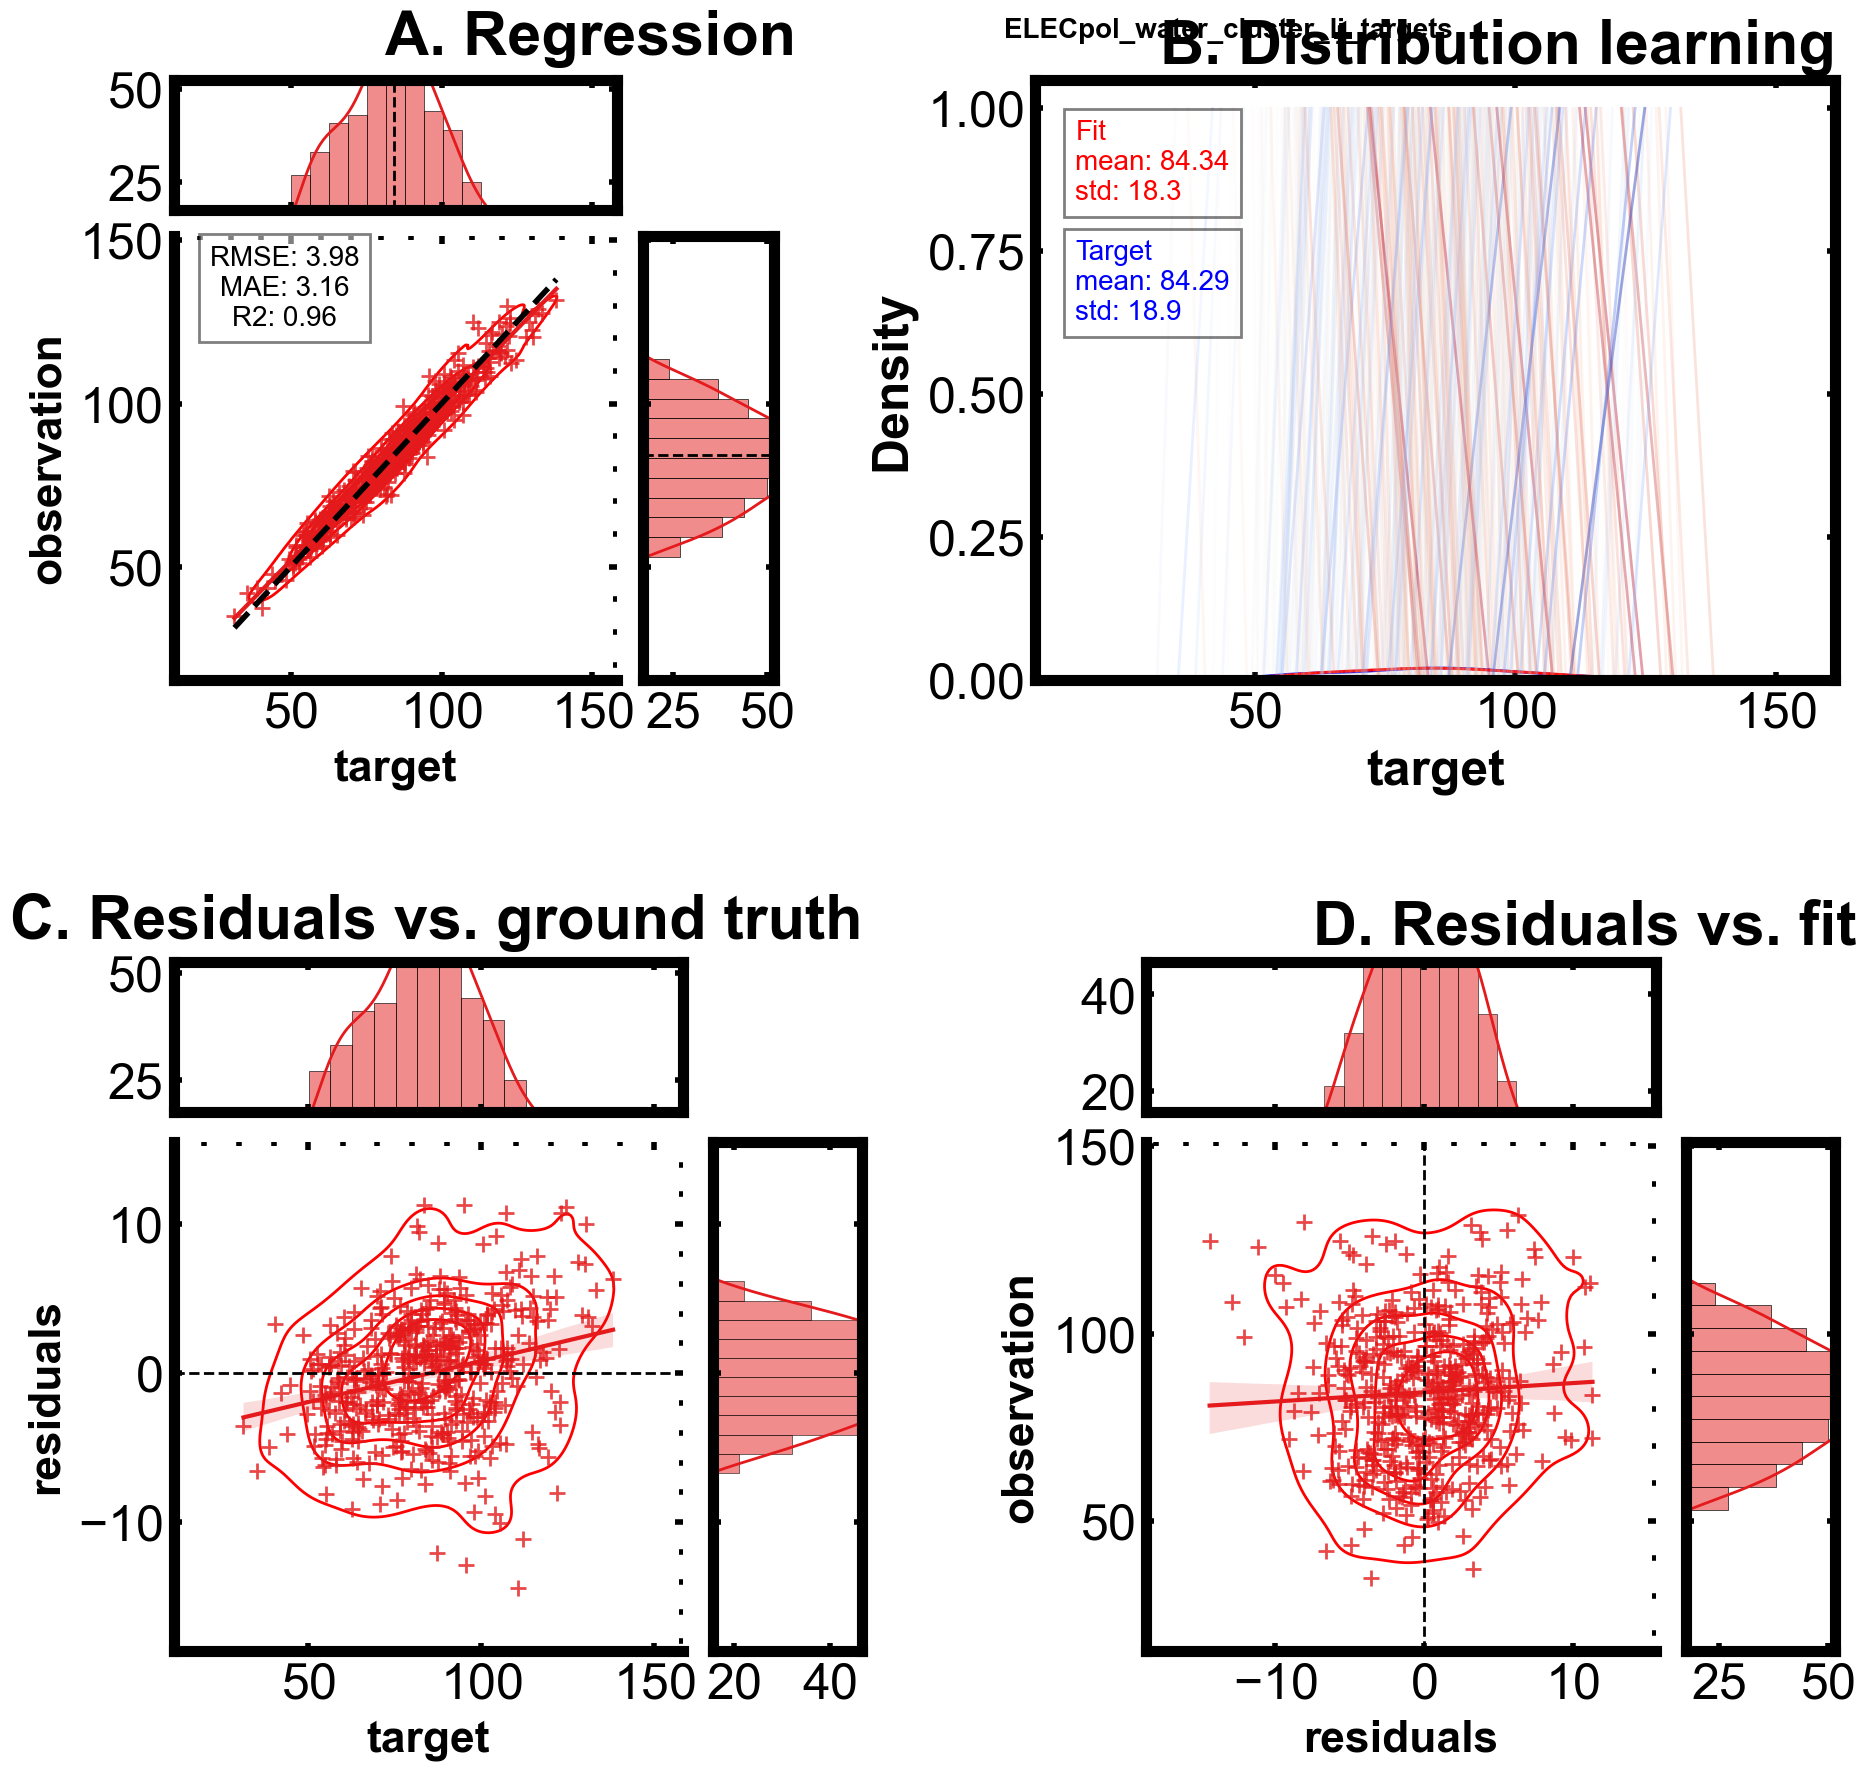 A. Regression
ELECpol_water_cluster_lj_targets
B. Distribution learning
50
25
150
100
50
RMSE: 3.98
MAE: 3.16
R2: 0.96
observation
50
100
150
25
50
target
1.00
0.75
0.50
0.25
0.00
Density
Fit
mean: 84.34
std: 18.3
Target
mean: 84.29
std: 18.9
50
100
150
target
C. Residuals vs. ground truth
50
25
10
0
−10
residuals
50
100
150
20
40
target
D. Residuals vs. fit
40
20
150
100
50
observation
−10
0
10
25
50
residuals